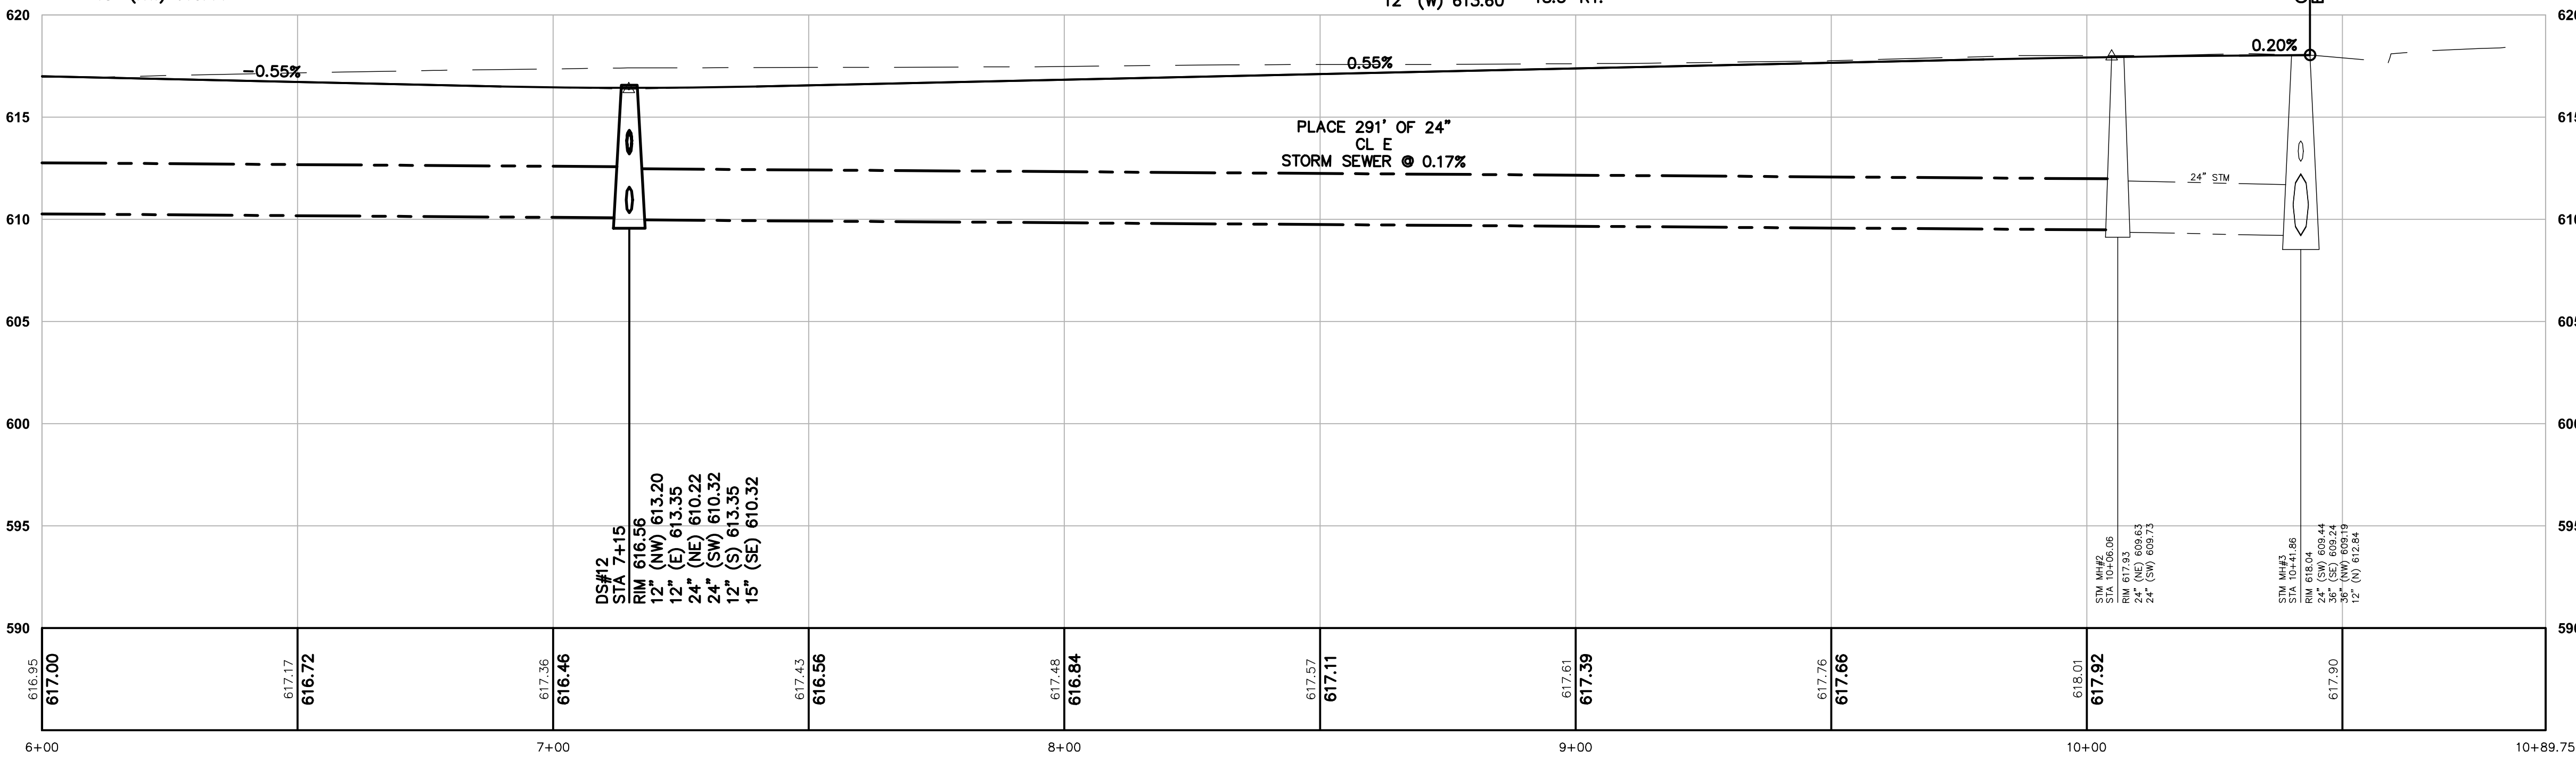 12" (W) 613.60
620
615
610
605
600
595
590
-0.55%
0.55%
0.20%
PLACE 291' OF 24"
CL E
STORM SEWER @ 0.17%
24" STM
DS#12
STA 7+15
RIM 616.56
12" (NW) 613.20
12" (E) 613.35
24" (NE) 610.22
24" (SW) 610.32
12" (S) 613.35
15" (SE) 610.32
STM MH#2
STA 10+06.06
RIM 617.93
24" (NE) 609.63
24" (SW) 609.73
STM MH#3
STA 10+41.86
RIM 618.04
24" (SW) 609.44
36" (SE) 609.24
36" (NW) 609.19
12" (N) 612.84
616.95
617.00
617.17
616.72
617.36
616.46
617.43
616.56
617.48
616.84
617.57
617.11
617.61
617.39
617.76
617.66
618.01
617.92
617.90
6+00
7+00
8+00
9+00
10+00
10+89.75